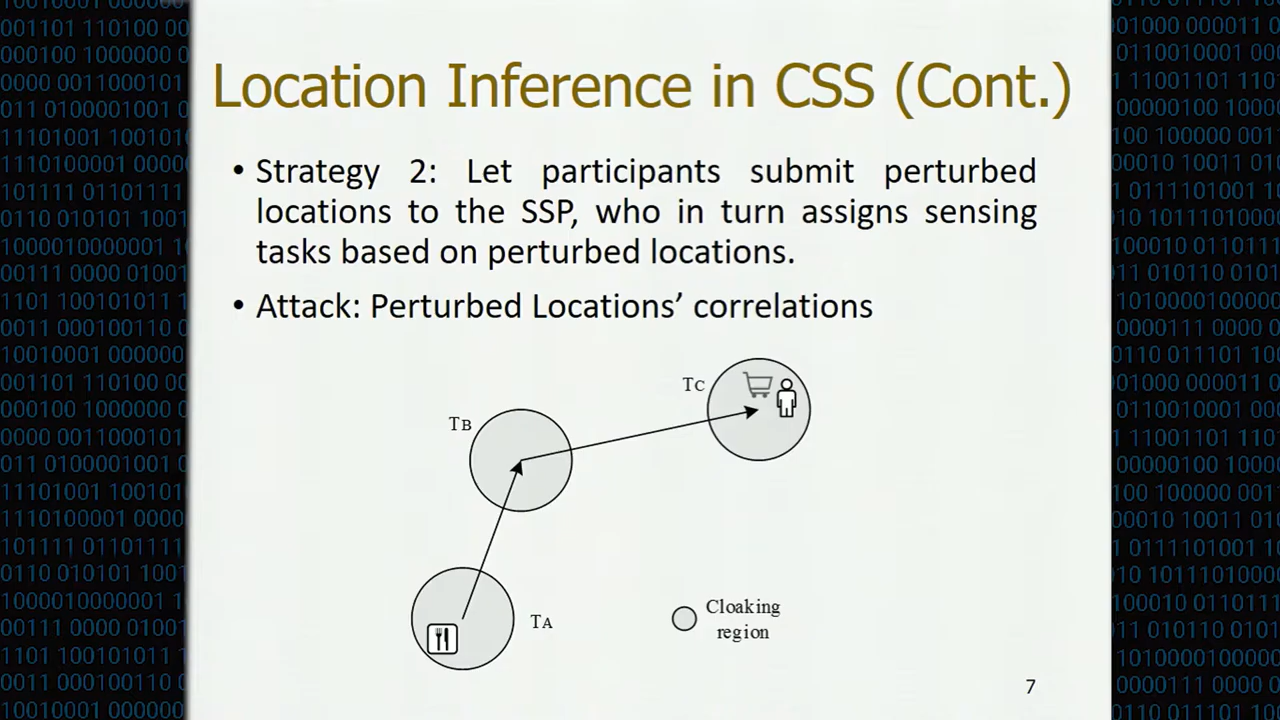 Location Inference in CSS (Cont.)
• Strategy 2: Let participants submit perturbed
locations to the SSP, who in turn assigns sensing
tasks based on perturbed locations.
• Attack: Perturbed Locations’ correlations
TC
TB
TA
Cloaking
region
7